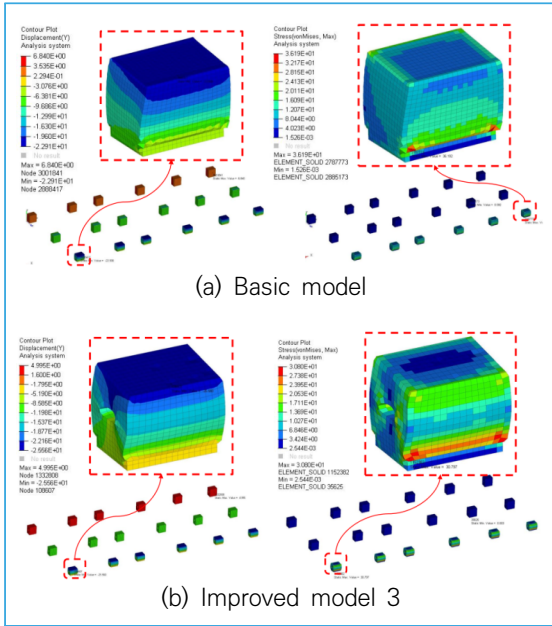 Contour Plot
Displacement(Y)
Analysis system
6.840E+00
3.535E+00
2.294E-01
-3.076E+00
-6.381E+00
-9.686E+00
-1.299E+01
-1.630E+01
-1.960E+01
-2.291E+01
No result
Max = 6.840E+00
Node 3001841
Min = -2.291E+01
Node 2888417
Contour Plot
Stress(vonMises, Max)
Analysis system
3.619E+01
3.217E+01
2.815E+01
2.413E+01
2.011E+01
1.609E+01
1.207E+01
8.044E+00
4.023E+00
1.526E-03
No result
Max = 3.619E+01
ELEMENT_SOLID 2787773
Min = 1.526E-03
ELEMENT_SOLID 2885173
(a) Basic model
Contour Plot
Displacement(Y)
Analysis system
4.995E+00
1.600E+00
-1.795E+00
-5.190E+00
-8.585E+00
-1.198E+01
-1.537E+01
-1.877E+01
-2.216E+01
-2.556E+01
No result
Max = 4.995E+00
Node 1332808
Min = -2.556E+01
Node 108607
Contour Plot
Stress(vonMises, Max)
Analysis system
3.080E+01
2.738E+01
2.395E+01
2.053E+01
1.711E+01
1.369E+01
1.027E+01
6.846E+00
3.424E+00
2.544E-03
No result
Max = 3.080E+01
ELEMENT_SOLID 1152382
Min = 2.544E-03
ELEMENT_SOLID 35625
(b) Improved model 3